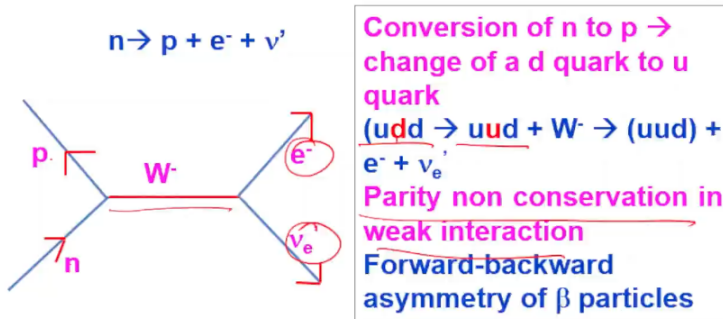 n→ p + e⁻ + ν'
p.
W⁻
e⁻
νₑ'
n
Conversion of n to p →
change of a d quark to u
quark
(udd → uud + W⁻ → (uud) +
e⁻ + νₑ'
Parity non conservation in
weak interaction
Forward-backward
asymmetry of β particles